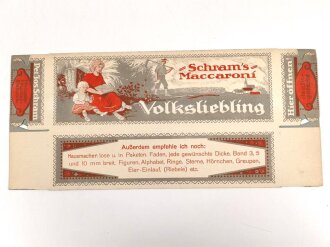 Schram's
Maccaroni
Volksliebling
Hier öffnen!
Außerdem empfehle ich noch:
Hausmachen lose u. in Paketen, Faden, jede gewünschte Dicke. Band 3, 5
und 10 mm breit, Figuren, Alphabet, Ringe, Sterne, Hörnchen, Graupen,
Eier-Einlauf, (Riebele) etc.